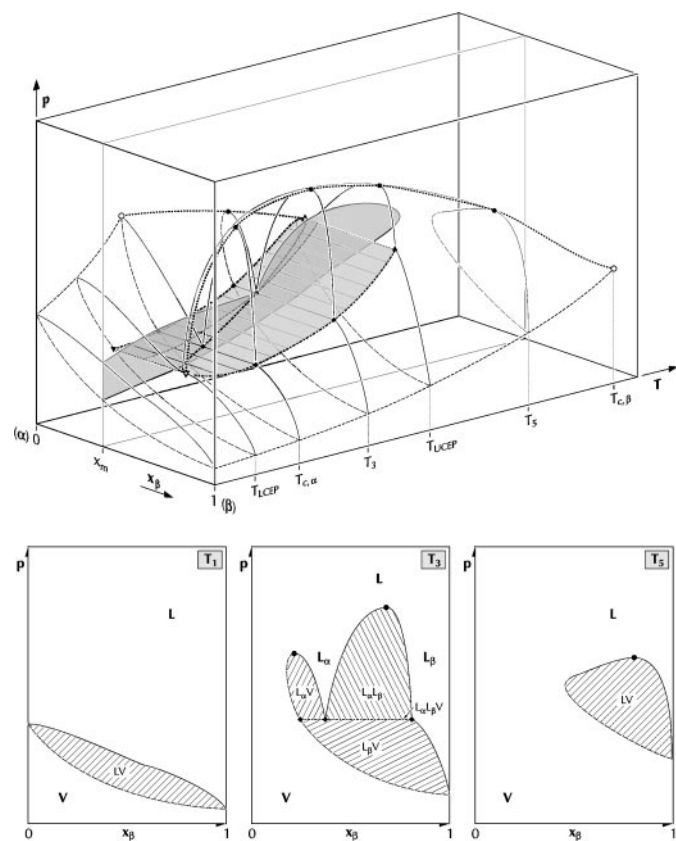 p
T
T_c,β
T_5
T_UCEP
T_3
T_c,α
T_LCEP
(α)
0
x_m
x_β
1 (β)
p
T_1
L
LV
V
0
x_β
1
p
T_3
L
L_α
L_β
L_αV
L_αL_β
L_αL_βV
L_βV
V
0
x_β
1
p
T_5
L
LV
V
0
x_β
1